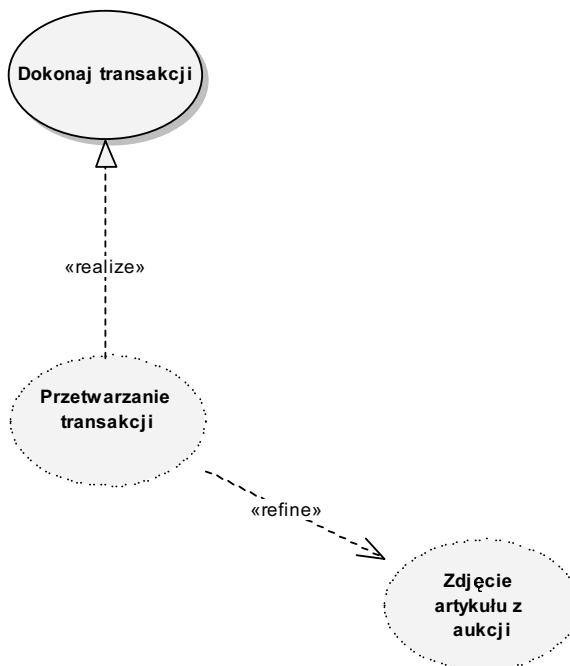 Dokonaj transakcji
«realize»
Przetwarzanie
transakcji
«refine»
Zdjęcie
artykułu z
aukcji